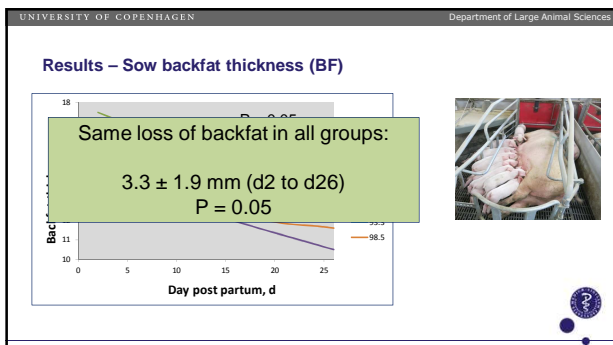 UNIVERSITY OF COPENHAGEN
Department of Large Animal Sciences
Results – Sow backfat thickness (BF)
18
Same loss of backfat in all groups:
3.3 ± 1.9 mm (d2 to d26)
P = 0.05
98.5
11
10
0 5 10 15 20 25
Day post partum, d